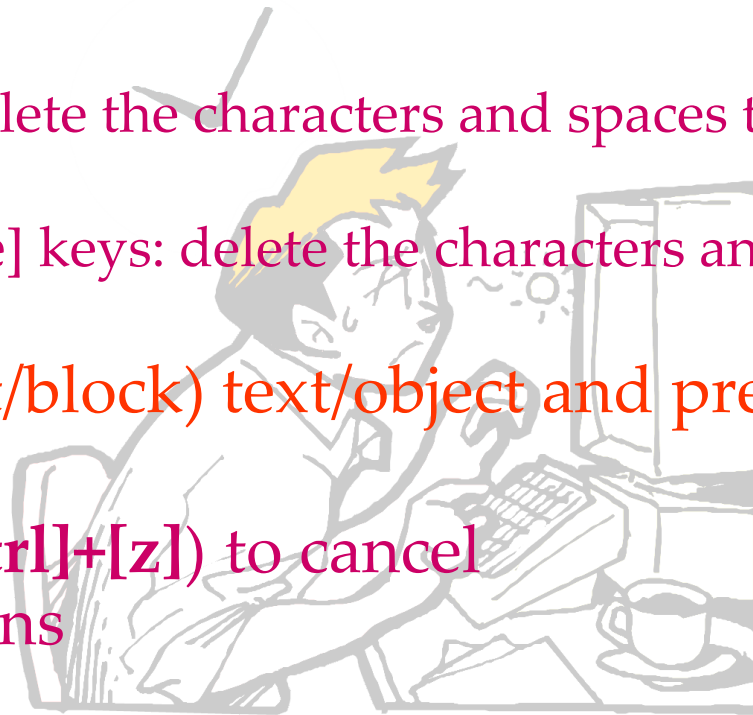 lete the characters and spaces t
e] keys: delete the characters an
t/block) text/object and pre
trl]+[z]) to cancel
ns